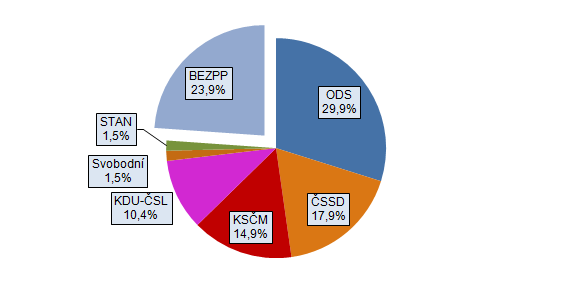 BEZPP
23,9%
ODS
29,9%
STAN
1,5%
Svobodní
1,5%
KDU-ČSL
10,4%
KSČM
14,9%
ČSSD
17,9%